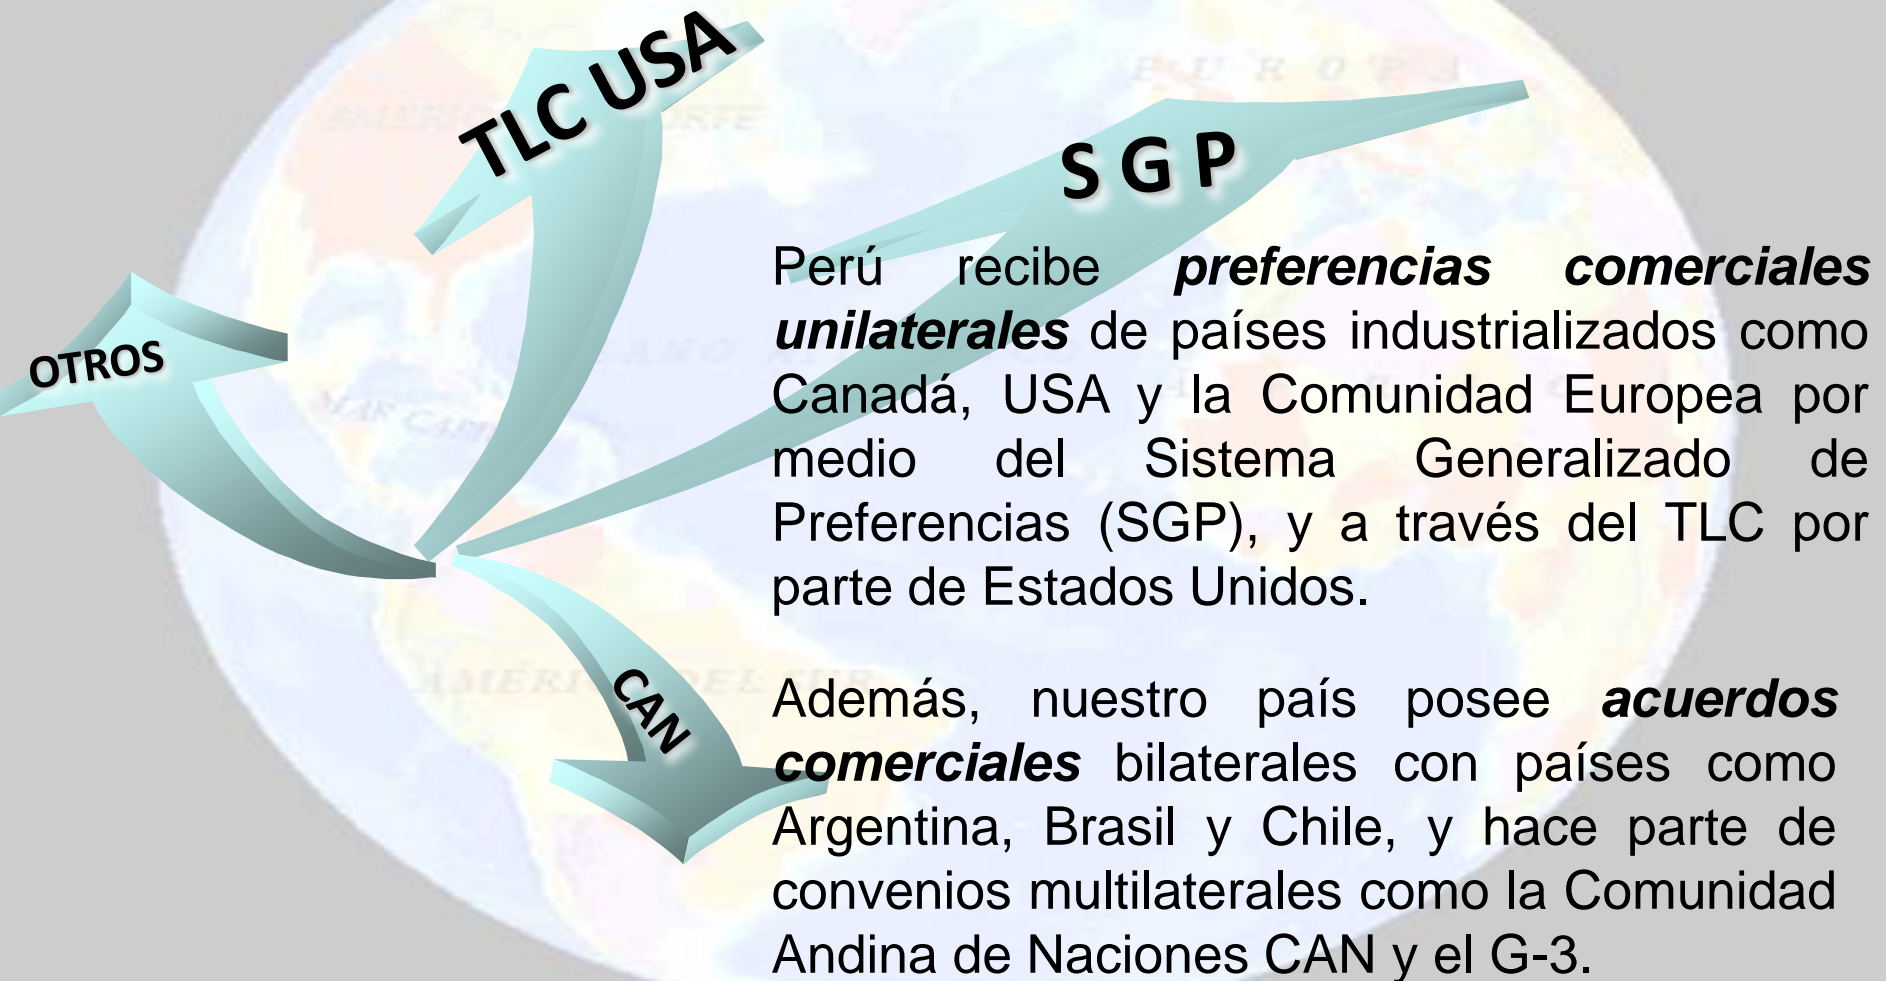 TLC USA
S G P
OTROS
CAN
Perú recibe preferencias comerciales
unilaterales de países industrializados como
Canadá, USA y la Comunidad Europea por
medio del Sistema Generalizado de
Preferencias (SGP), y a través del TLC por
parte de Estados Unidos.
Además, nuestro país posee acuerdos
comerciales bilaterales con países como
Argentina, Brasil y Chile, y hace parte de
convenios multilaterales como la Comunidad
Andina de Naciones CAN y el G-3.